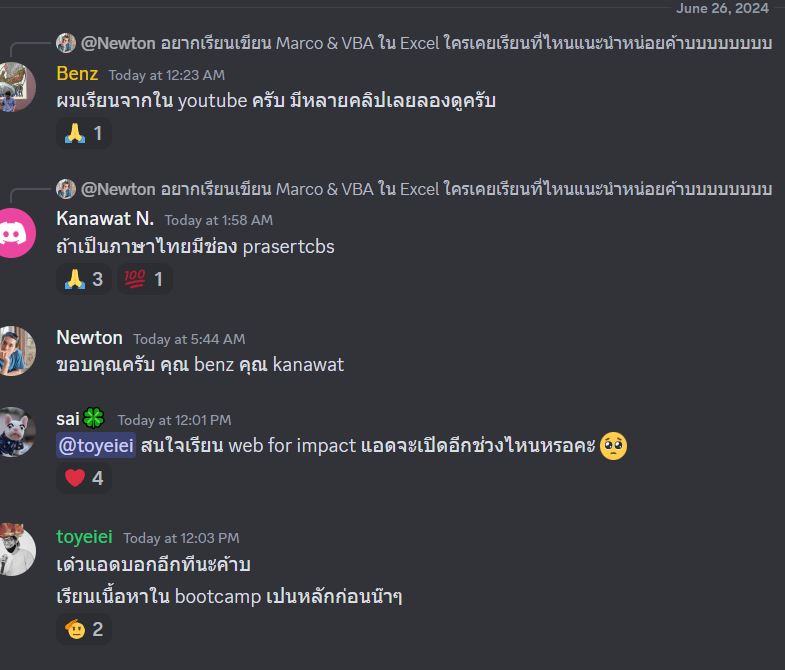 June 26, 2024
@Newton อยากเรียนเขียน Marco & VBA ใน Excel ใครเคยเรียนที่ไหนแนะนำหน่อยค้าบบบบบบบบ
Benz Today at 12:23 AM
ผมเรียนจากใน youtube ครับ มีหลายคลิปเลยลองดูครับ
🙏 1
@Newton อยากเรียนเขียน Marco & VBA ใน Excel ใครเคยเรียนที่ไหนแนะนำหน่อยค้าบบบบบบบบ
Kanawat N. Today at 1:58 AM
ถ้าเป็นภาษาไทยมีช่อง prasertcbs
🙏 3 💯 1
Newton Today at 5:44 AM
ขอบคุณครับ คุณ benz คุณ kanawat
sai🍀 Today at 12:01 PM
@toyeiei สนใจเรียน web for impact แอดจะเปิดอีกช่วงไหนหรอคะ 🥺
❤️ 4
toyeiei Today at 12:03 PM
เด๋วแอดบอกอีกทีนะค้าบ
เรียนเนื้อหาใน bootcamp เปนหลักก่อนน๊าๆ
🫡 2